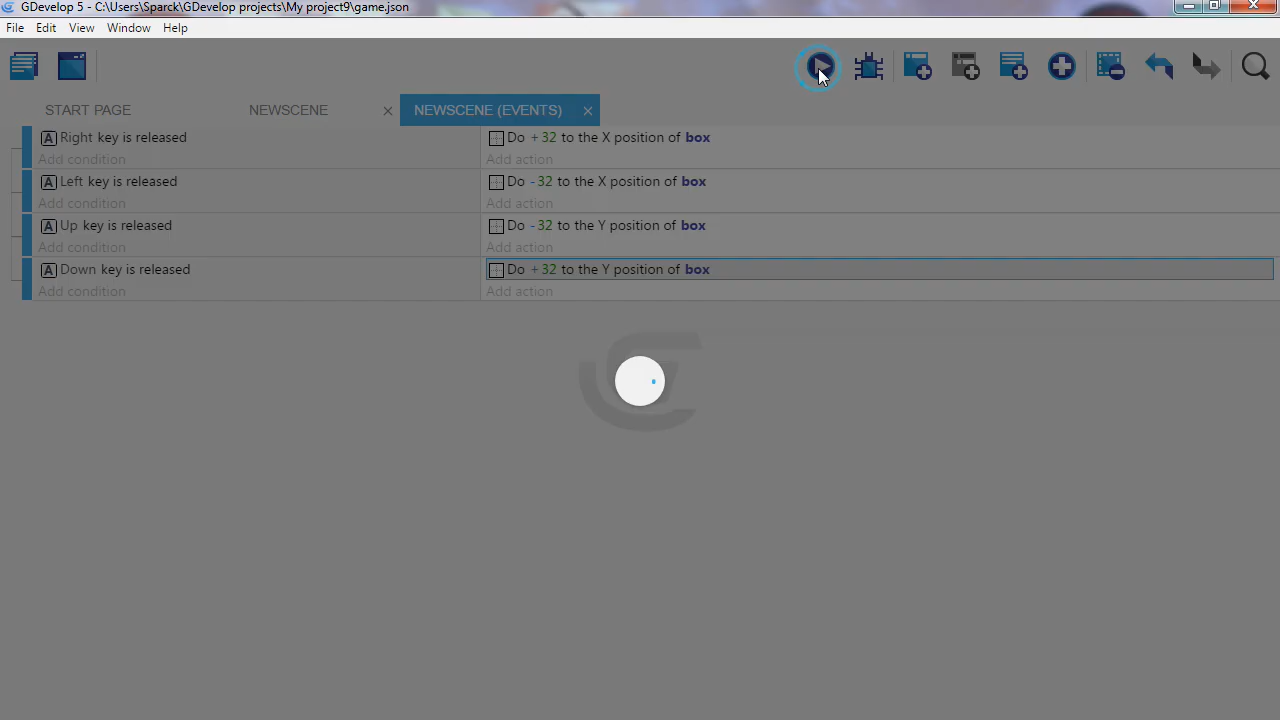 GDevelop 5 - C:\Users\Sparck\GDevelop projects\My project9\game.json
File Edit View Window Help
START PAGE NEWSCENE × NEWSCENE (EVENTS) ×
A Right key is released Do +32 to the X position of box
Add condition Add action
A Left key is released Do -32 to the X position of box
Add condition Add action
A Up key is released Do -32 to the Y position of box
Add condition Add action
A Down key is released Do +32 to the Y position of box
Add condition Add action